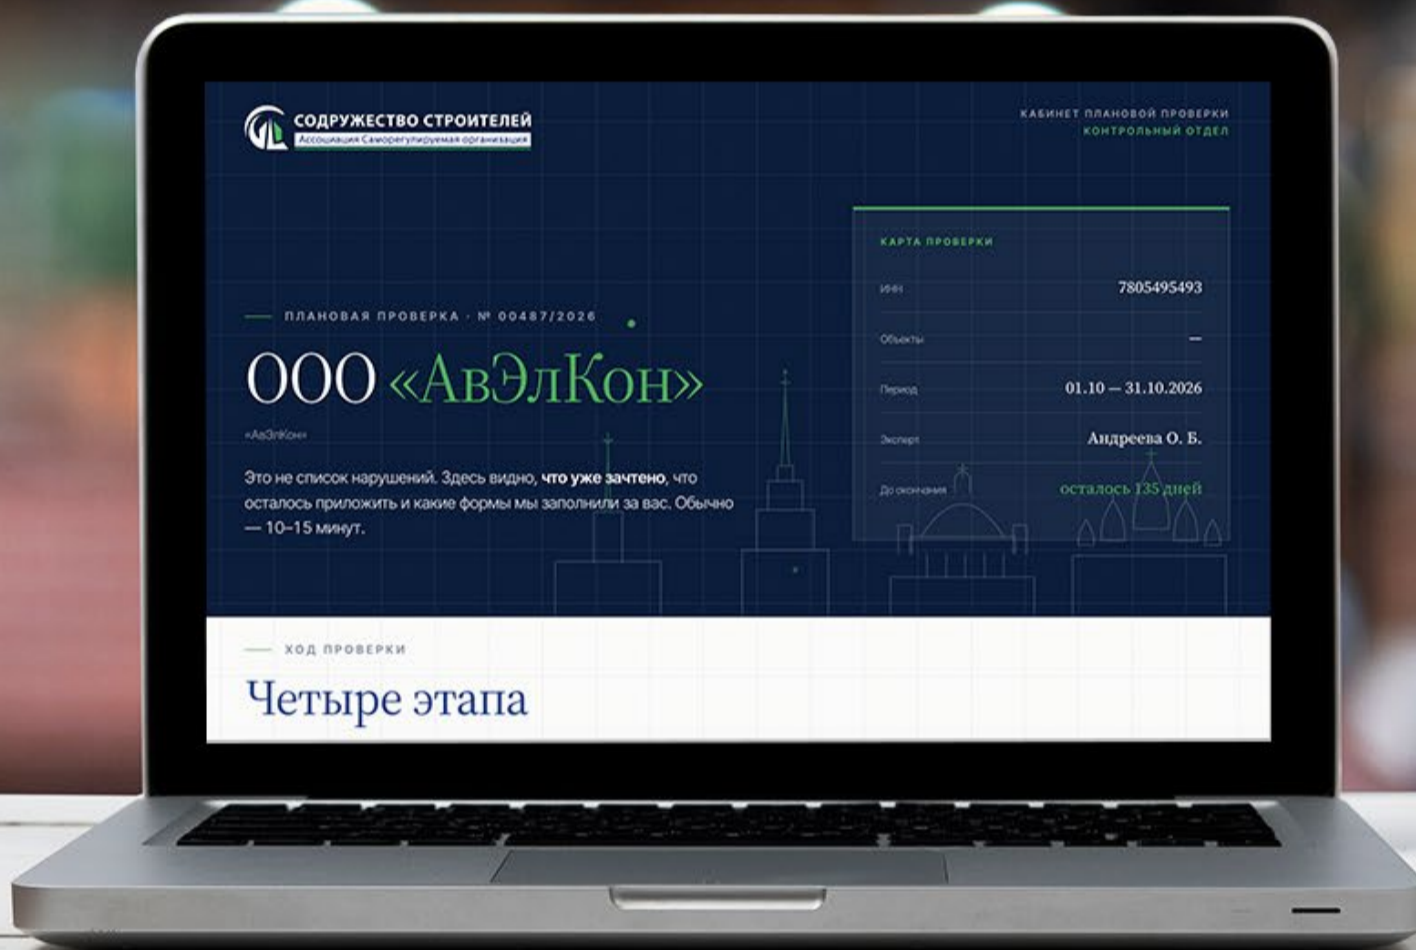 СОДРУЖЕСТВО СТРОИТЕЛЕЙ
Ассоциация Саморегулируемая организация
КАБИНЕТ ПЛАНОВОЙ ПРОВЕРКИ
КОНТРОЛЬНЫЙ ОТДЕЛ
ПЛАНОВАЯ ПРОВЕРКА · № 00487/2026
ООО «АвЭлКон»
«АвЭлКон»
Это не список нарушений. Здесь видно, что уже зачтено, что
осталось приложить и какие формы мы заполнили за вас. Обычно
— 10–15 минут.
КАРТА ПРОВЕРКИ
ИНН 7805495493
Объекты —
Период 01.10 — 31.10.2026
Эксперт Андреева О. Б.
До окончания осталось 135 дней
ХОД ПРОВЕРКИ
Четыре этапа